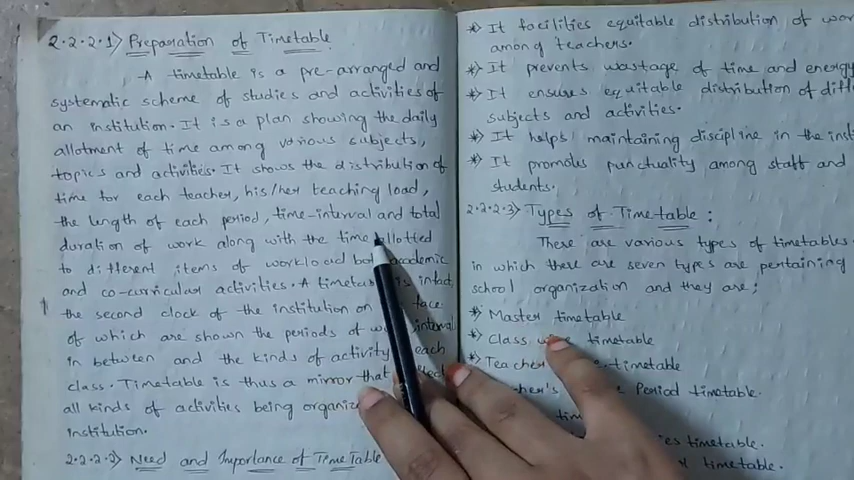 2.2.2.1) Preparation of Timetable
A timetable is a pre-arranged and
systematic scheme of studies and activities of
an institution. It is a plan showing the daily
allotment of time among various subjects,
topics and activities. It shows the distribution of
time for each teacher, his/her teaching load,
the length of each period, time-interval and total
duration of work along with the time allotted
to different items of workload academic
and co-curricular activities. A is intact
the second clock of the institution on face
of which are shown the periods of interval
in between and the kinds of activity each
class. Timetable is thus a mirror that
all kinds of activities being
institution.
2.2.2.2) Need and Importance of Time Table
* It facilities equitable distribution of
among teachers.
* It prevents wastage of time and energy
* It ensures equitable distribution of
subjects and activities.
* It helps maintaining discipline in the
* It promotes punctuality among staff and
students.
2.2.2.3) Types of Timetable :
There are various types of timetables
in which there are seven types are pertaining
school organization and they are;
* Master timetable
* Class timetable
* timetable
Period timetable.
timetable.
timetable.